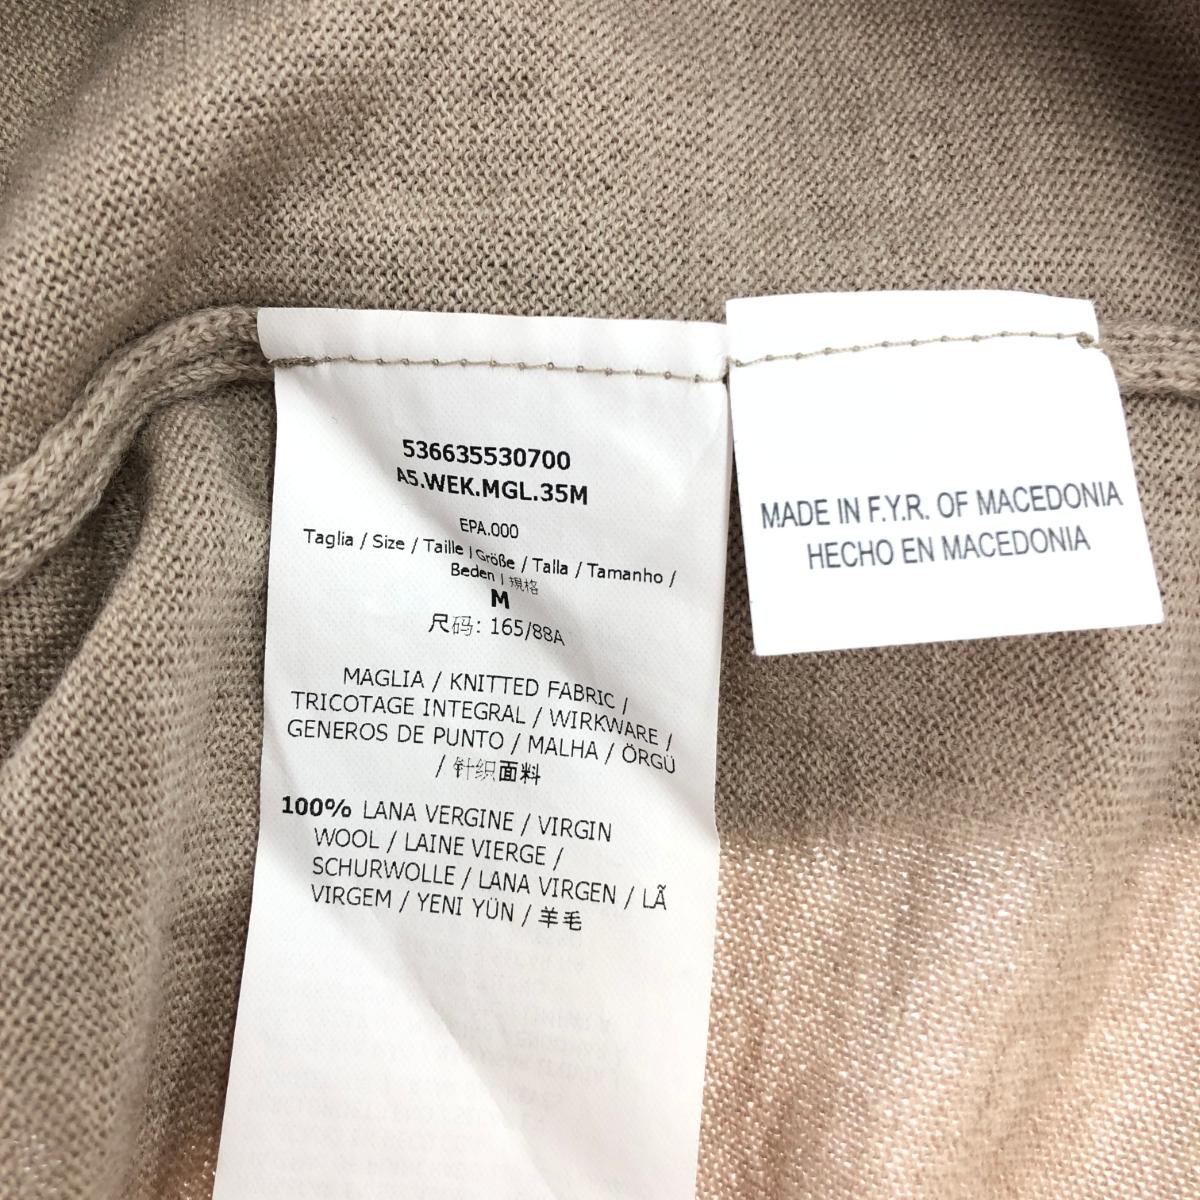 536635530700
A5.WEK.MGL.35M
EPA.000
Taglia / Size / Taille / Größe / Talla / Tamanho /
Beden / 規格
M
尺码: 165/88A
MAGLIA / KNITTED FABRIC /
TRICOTAGE INTEGRAL / WIRKWARE /
GENEROS DE PUNTO / MALHA / ÖRGÜ
/ 针织面料
100% LANA VERGINE / VIRGIN
WOOL / LAINE VIERGE /
SCHURWOLLE / LANA VIRGEN / LÃ
VIRGEM / YENI YÜN / 羊毛
MADE IN F.Y.R. OF MACEDONIA
HECHO EN MACEDONIA